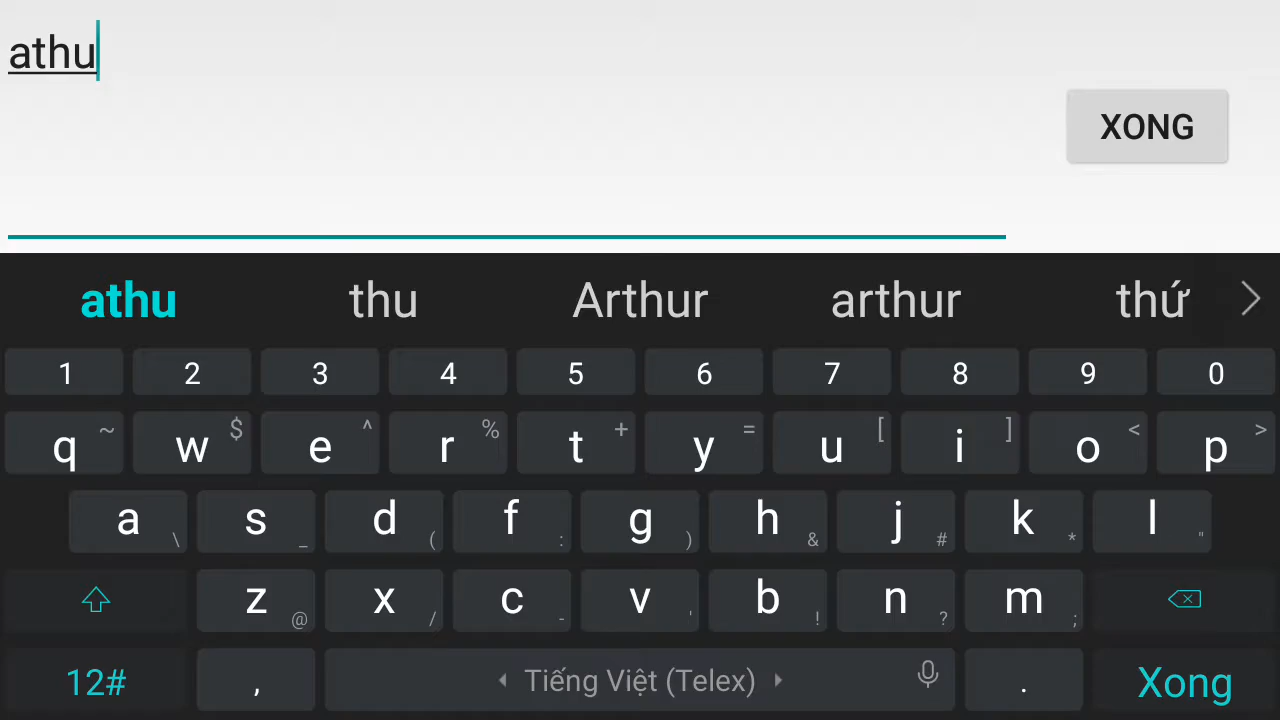 athu
XONG
athu thu Arthur arthur thứ
1 2 3 4 5 6 7 8 9 0
q ~ w $ e ^ r % t + y = u [ i ] o < p >
a \ s _ d ( f : g ) h & j # k * l "
z @ x / c - v ' b ! n ? m ;
12# , Tiếng Việt (Telex) . Xong